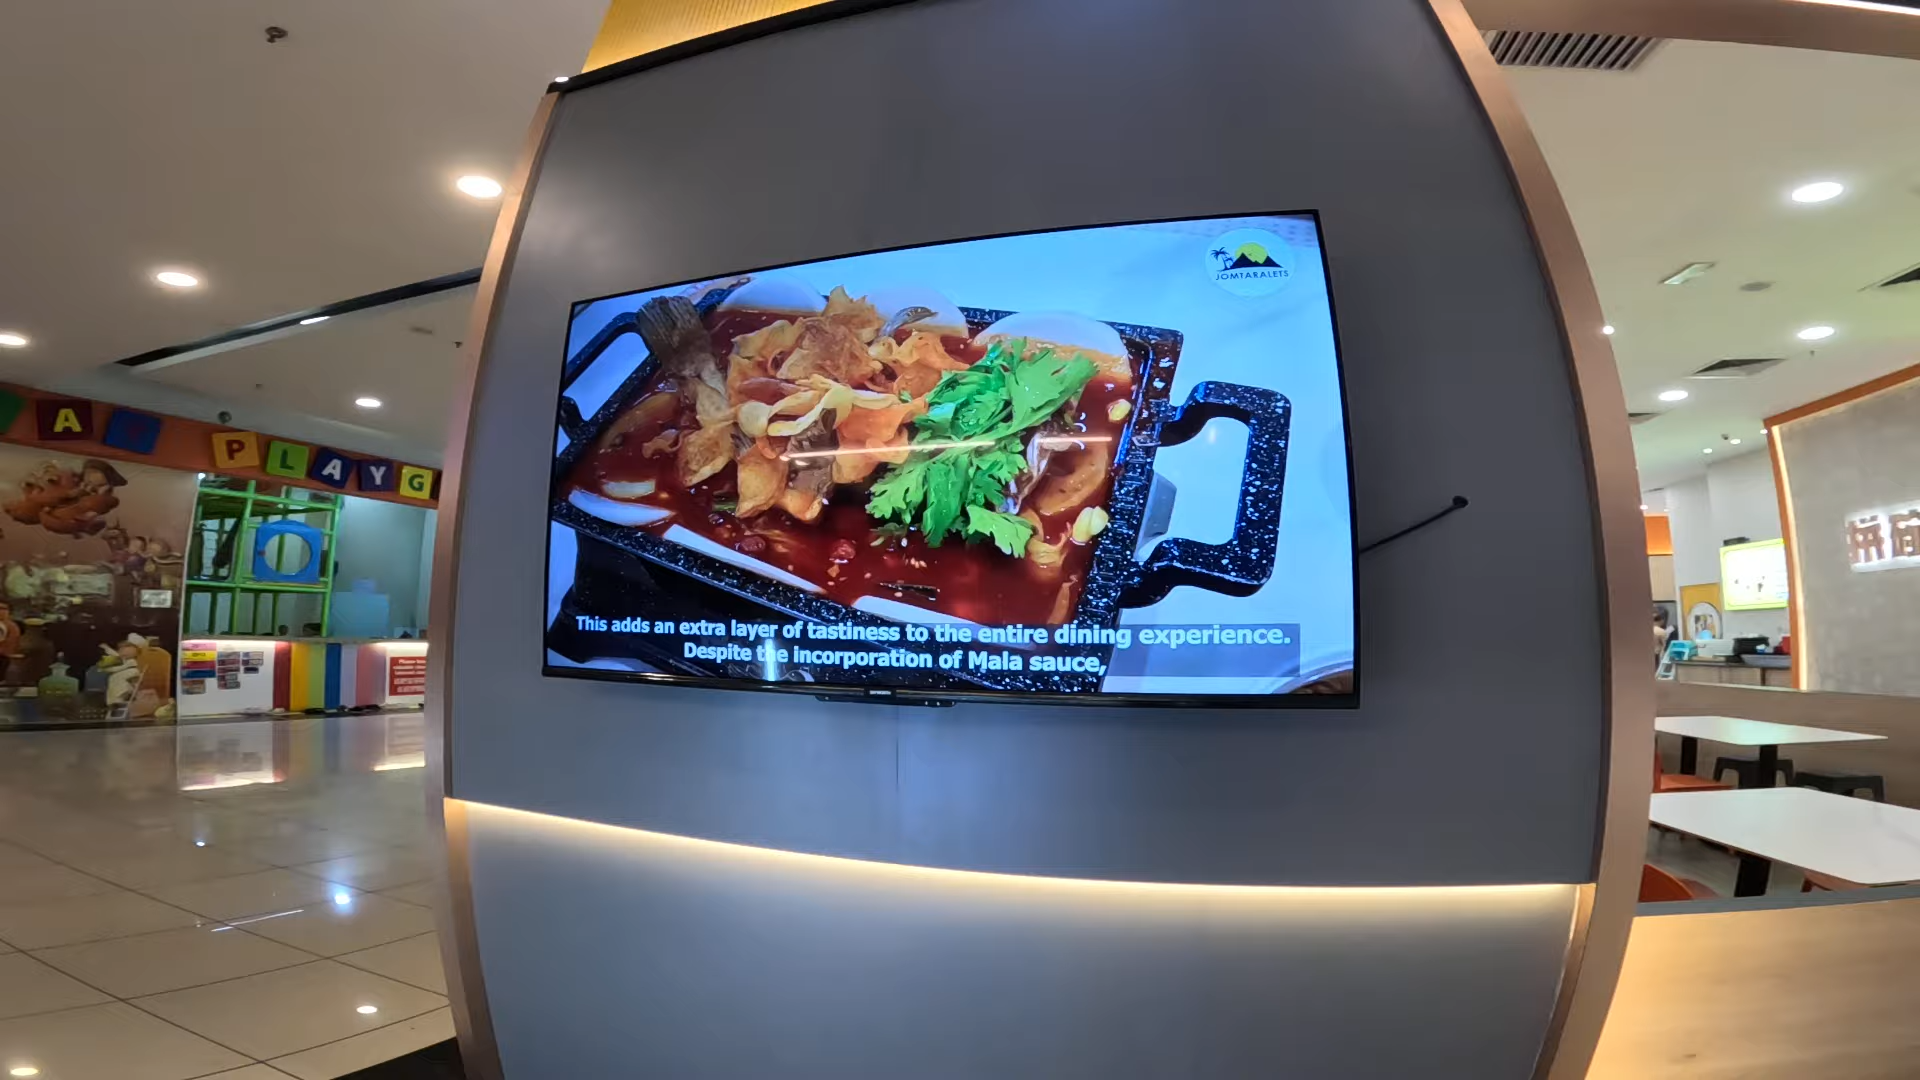 A
PLAYG
JOMTARALETS
This adds an extra layer of tastiness to the entire dining experience.
Despite the incorporation of Mala sauce,